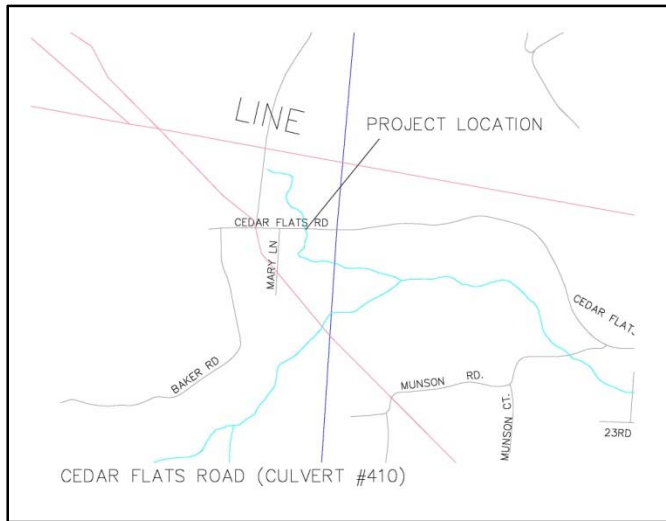 LINE
PROJECT LOCATION
CEDAR FLATS RD
MARY LN
CEDAR FLAT
BAKER RD
MUNSON RD.
MUNSON CT.
23RD
CEDAR FLATS ROAD (CULVERT #410)